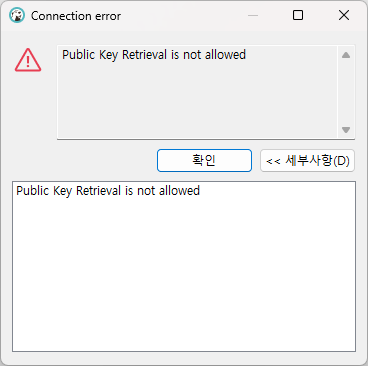 Connection error
Public Key Retrieval is not allowed
확인
<< 세부사항(D)
Public Key Retrieval is not allowed